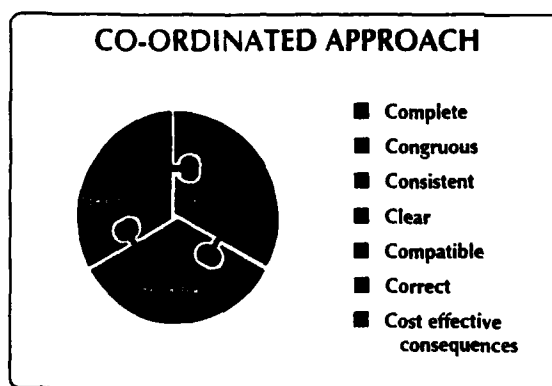 CO-ORDINATED APPROACH
Complete
Congruous
Consistent
Clear
Compatible
Correct
Cost effective
consequences